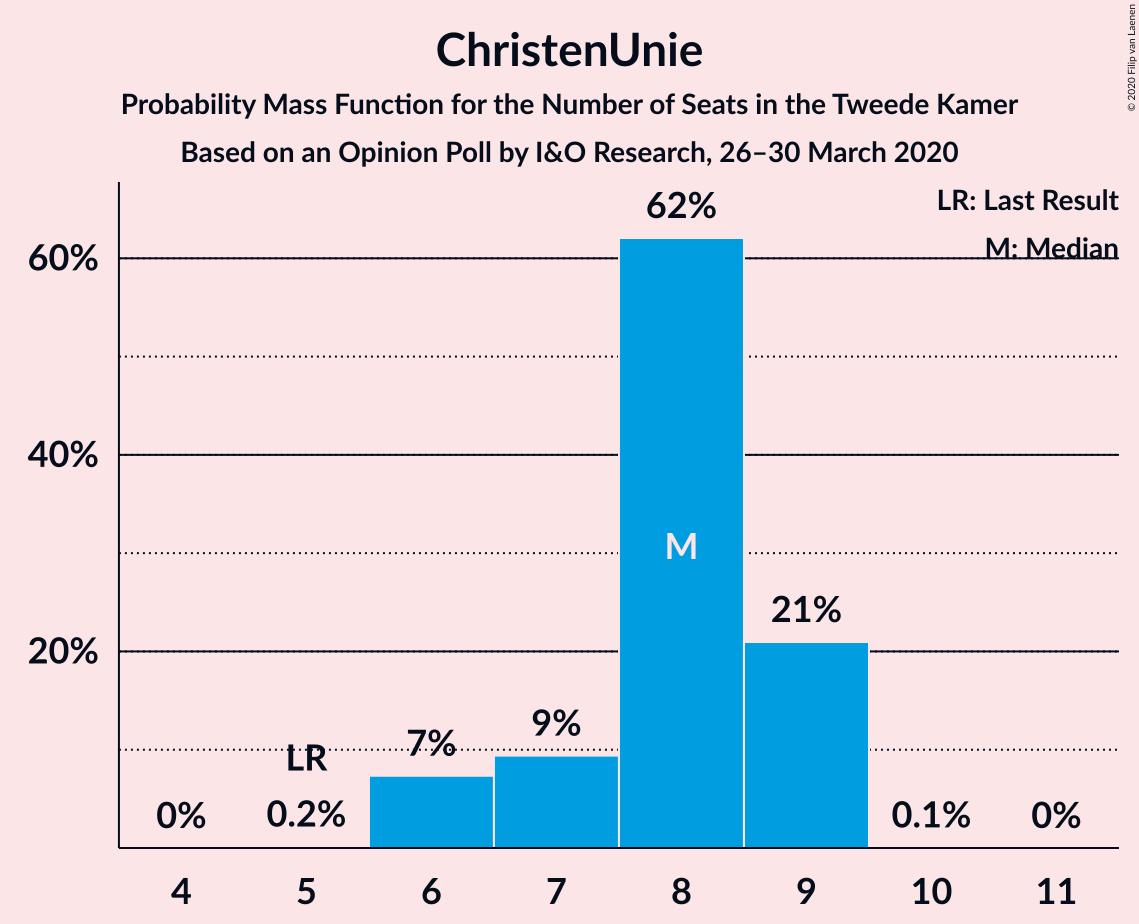 ChristenUnie
Probability Mass Function for the Number of Seats in the Tweede Kamer
Based on an Opinion Poll by I&O Research, 26–30 March 2020
© 2020 Filip van Laenen
LR: Last Result
M: Median
60%
40%
20%
62%
M
21%
9%
7%
LR
0%
0.2%
0.1%
0%
4 5 6 7 8 9 10 11